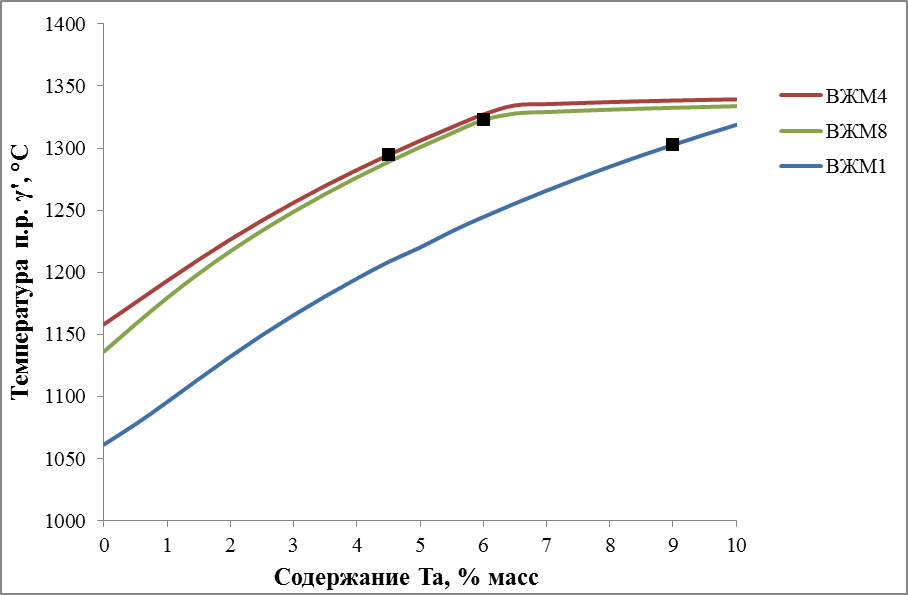 1400
1350
1300
1250
1200
1150
1100
1050
1000
Температура п.р. γ', °C
0 1 2 3 4 5 6 7 8 9 10
Содержание Ta, % масс
ВЖМ4
ВЖМ8
ВЖМ1